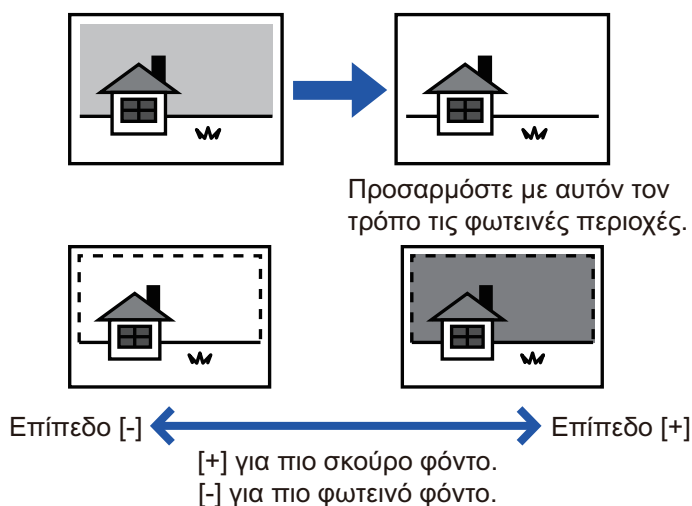 Προσαρμόστε με αυτόν τον
τρόπο τις φωτεινές περιοχές.
Επίπεδο [-]
Επίπεδο [+]
[+] για πιο σκούρο φόντο.
[-] για πιο φωτεινό φόντο.